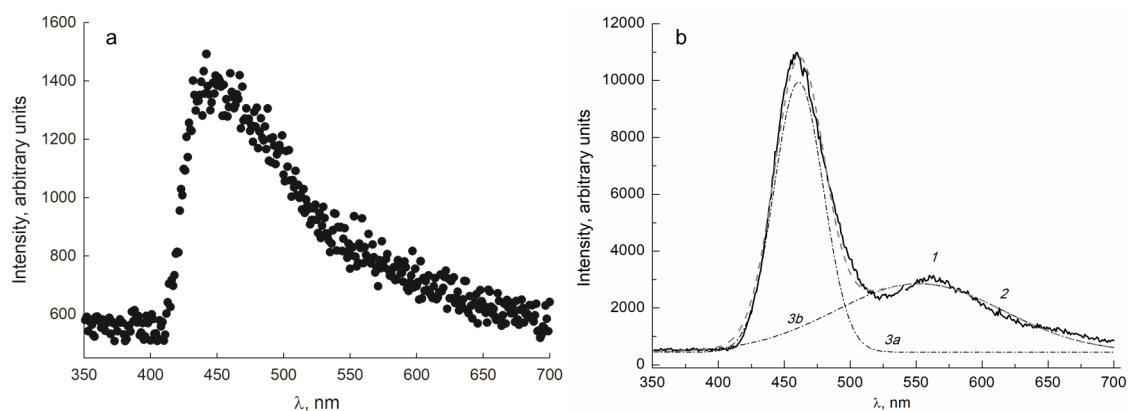 a
Intensity, arbitrary units
1600
1400
1200
1000
800
600
350 400 450 500 550 600 650 700
λ, nm
b
Intensity, arbitrary units
12000
10000
8000
6000
4000
2000
0
1
2
3b
3a
350 400 450 500 550 600 650 700
λ, nm